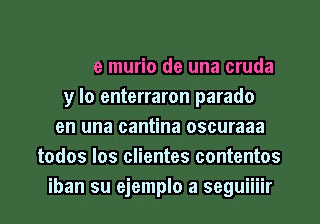 e murio de una cruda
y lo enterraron parado
en una cantina oscuraaa
todos los clientes contentos
iban su ejemplo a seguiiiir